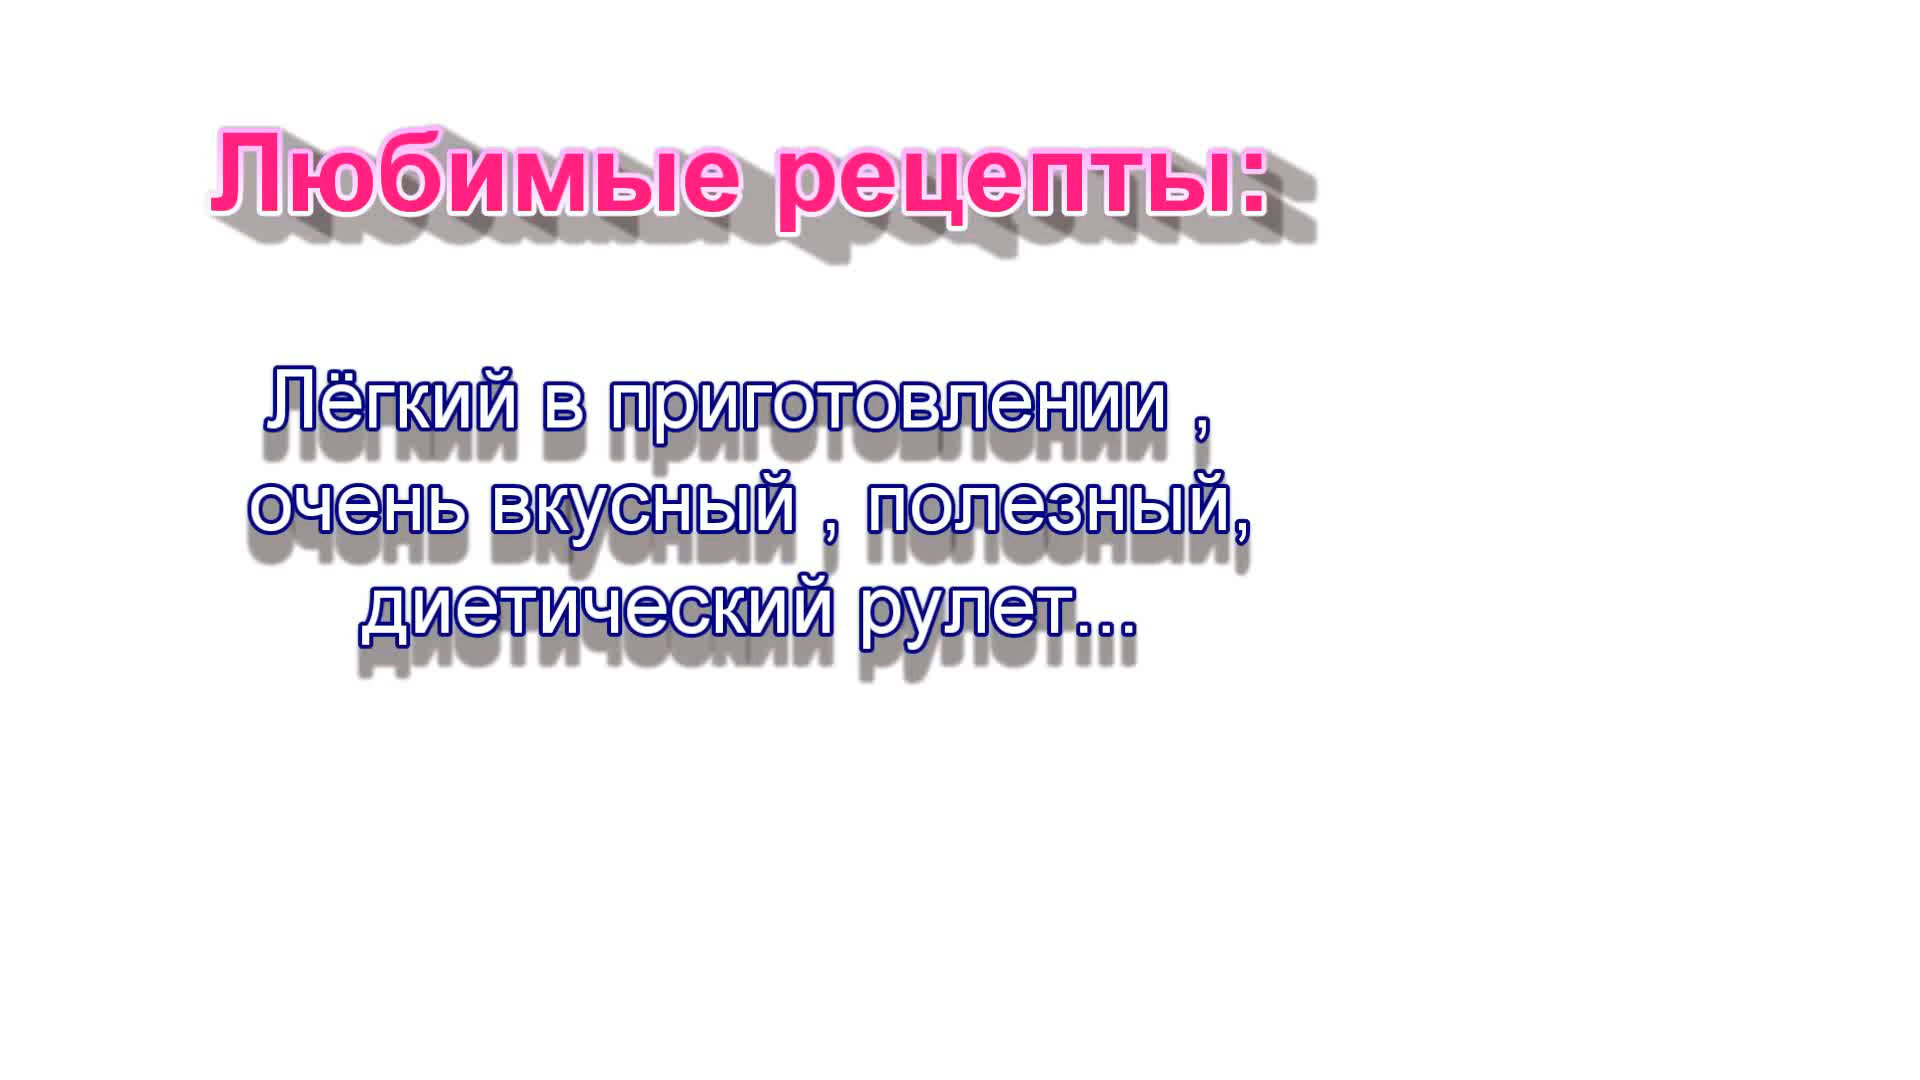 Любимые рецепты:
Лёгкий в приготовлении ,
очень вкусный , полезный,
диетический рулет...